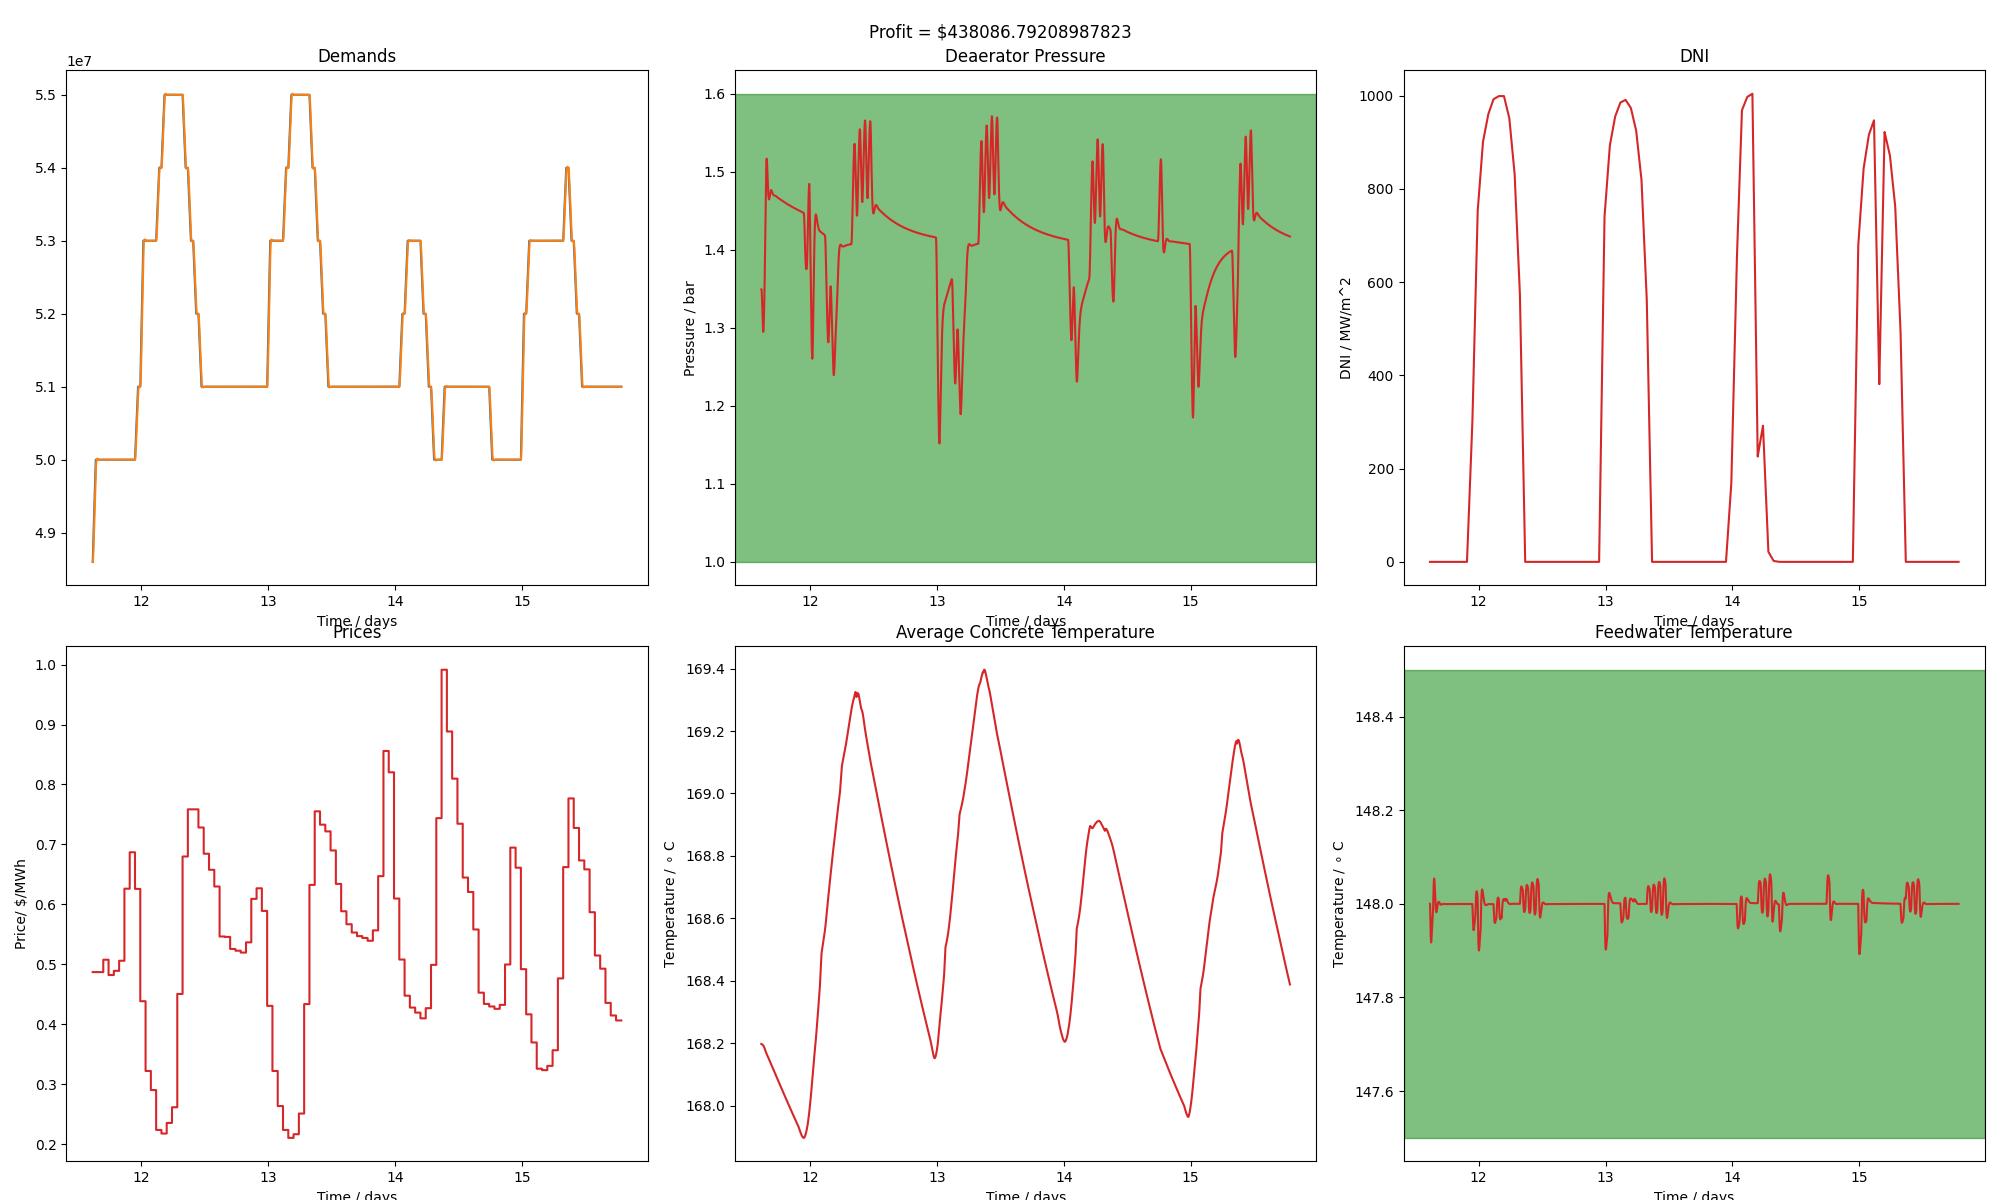 Profit = $438086.79208987823
Demands
1e7
5.5
5.4
5.3
5.2
5.1
5.0
4.9
12 13 14 15
Time / days
Deaerator Pressure
Pressure / bar
1.6
1.5
1.4
1.3
1.2
1.1
1.0
12 13 14 15
Time / days
DNI
DNI / MW/m^2
1000
800
600
400
200
0
12 13 14 15
Time / days
Prices
Price/ $/MWh
1.0
0.9
0.8
0.7
0.6
0.5
0.4
0.3
0.2
12 13 14 15
Time / days
Average Concrete Temperature
Temperature / ∘ C
169.4
169.2
169.0
168.8
168.6
168.4
168.2
168.0
12 13 14 15
Time / days
Feedwater Temperature
Temperature / ∘ C
148.4
148.2
148.0
147.8
147.6
12 13 14 15
Time / days